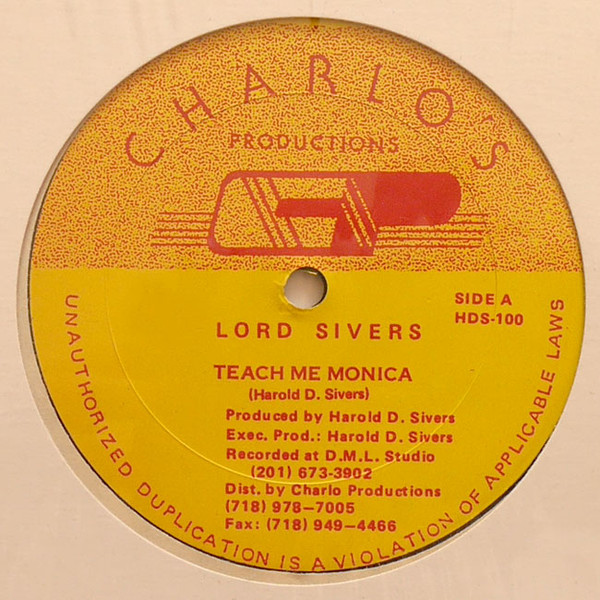 CHARLO'S
PRODUCTIONS
SIDE A
HDS-100
LORD SIVERS
TEACH ME MONICA
(Harold D. Sivers)
Produced by Harold D. Sivers
Exec. Prod.: Harold D. Sivers
Recorded at D.M.L. Studio
(201) 673-3902
Dist. by Charlo Productions
(718) 978–7005
Fax: (718) 949–4466
UNAUTHORIZED DUPLICATION IS A VIOLATION OF APPLICABLE LAWS